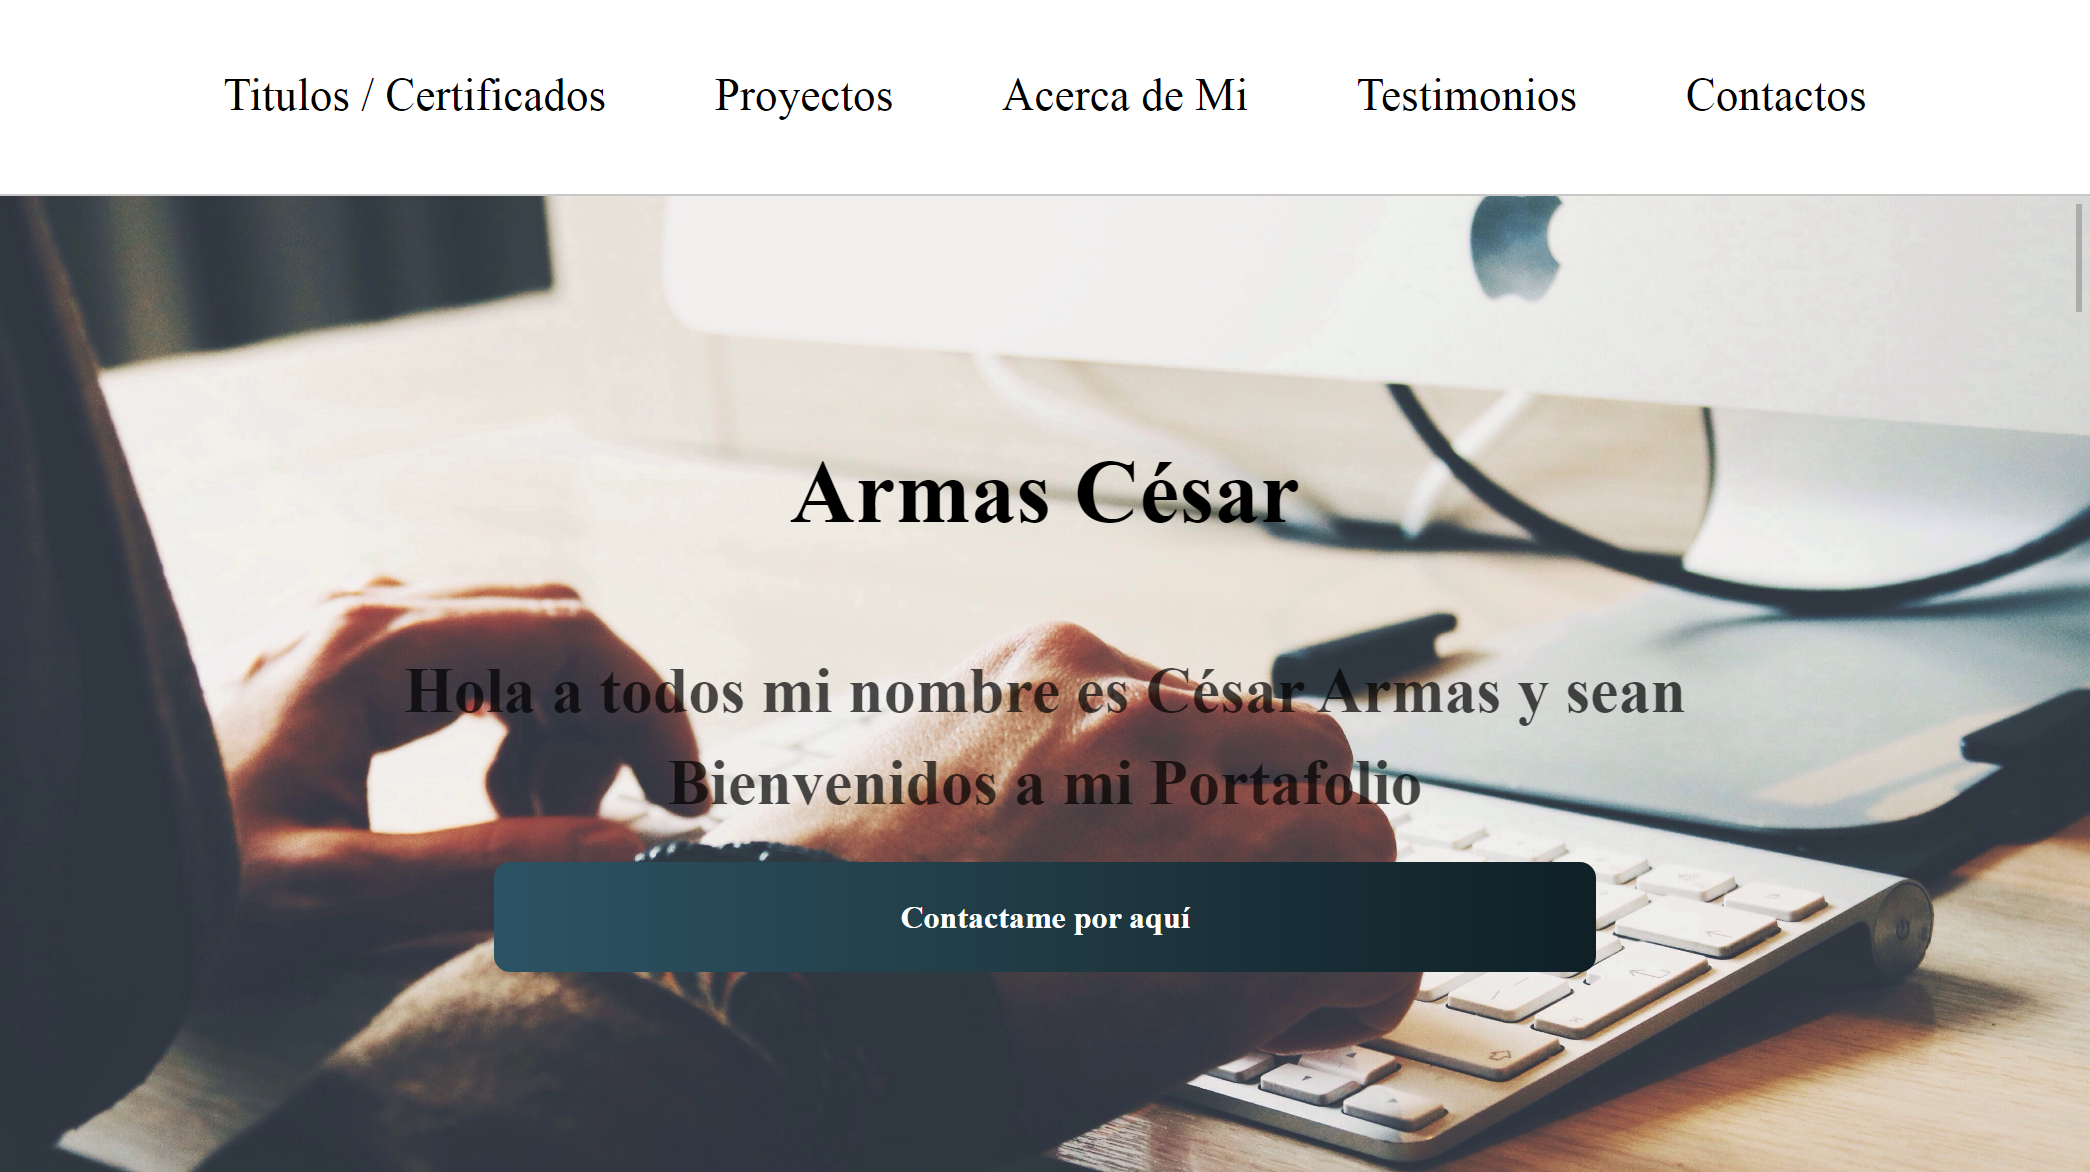 Titulos / Certificados
Proyectos
Acerca de Mi
Testimonios
Contactos
Armas César
Hola a todos mi nombre es César Armas y sean
Bienvenidos a mi Portafolio
Contactame por aquí